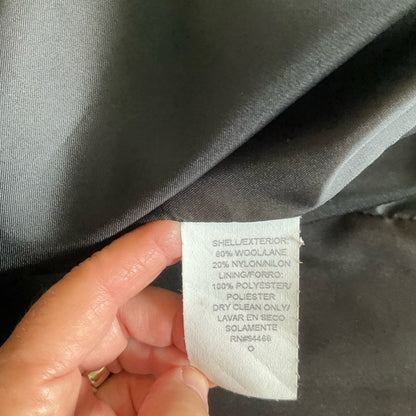 SHELL/EXTERIOR:
80% WOOL/LANE
20% NYLON/NILON
LINING/FORRO:
100% POLYESTER/
POLIESTER
DRY CLEAN ONLY/
LAVAR EN SECO
SOLAMENTE
RN#84466
O